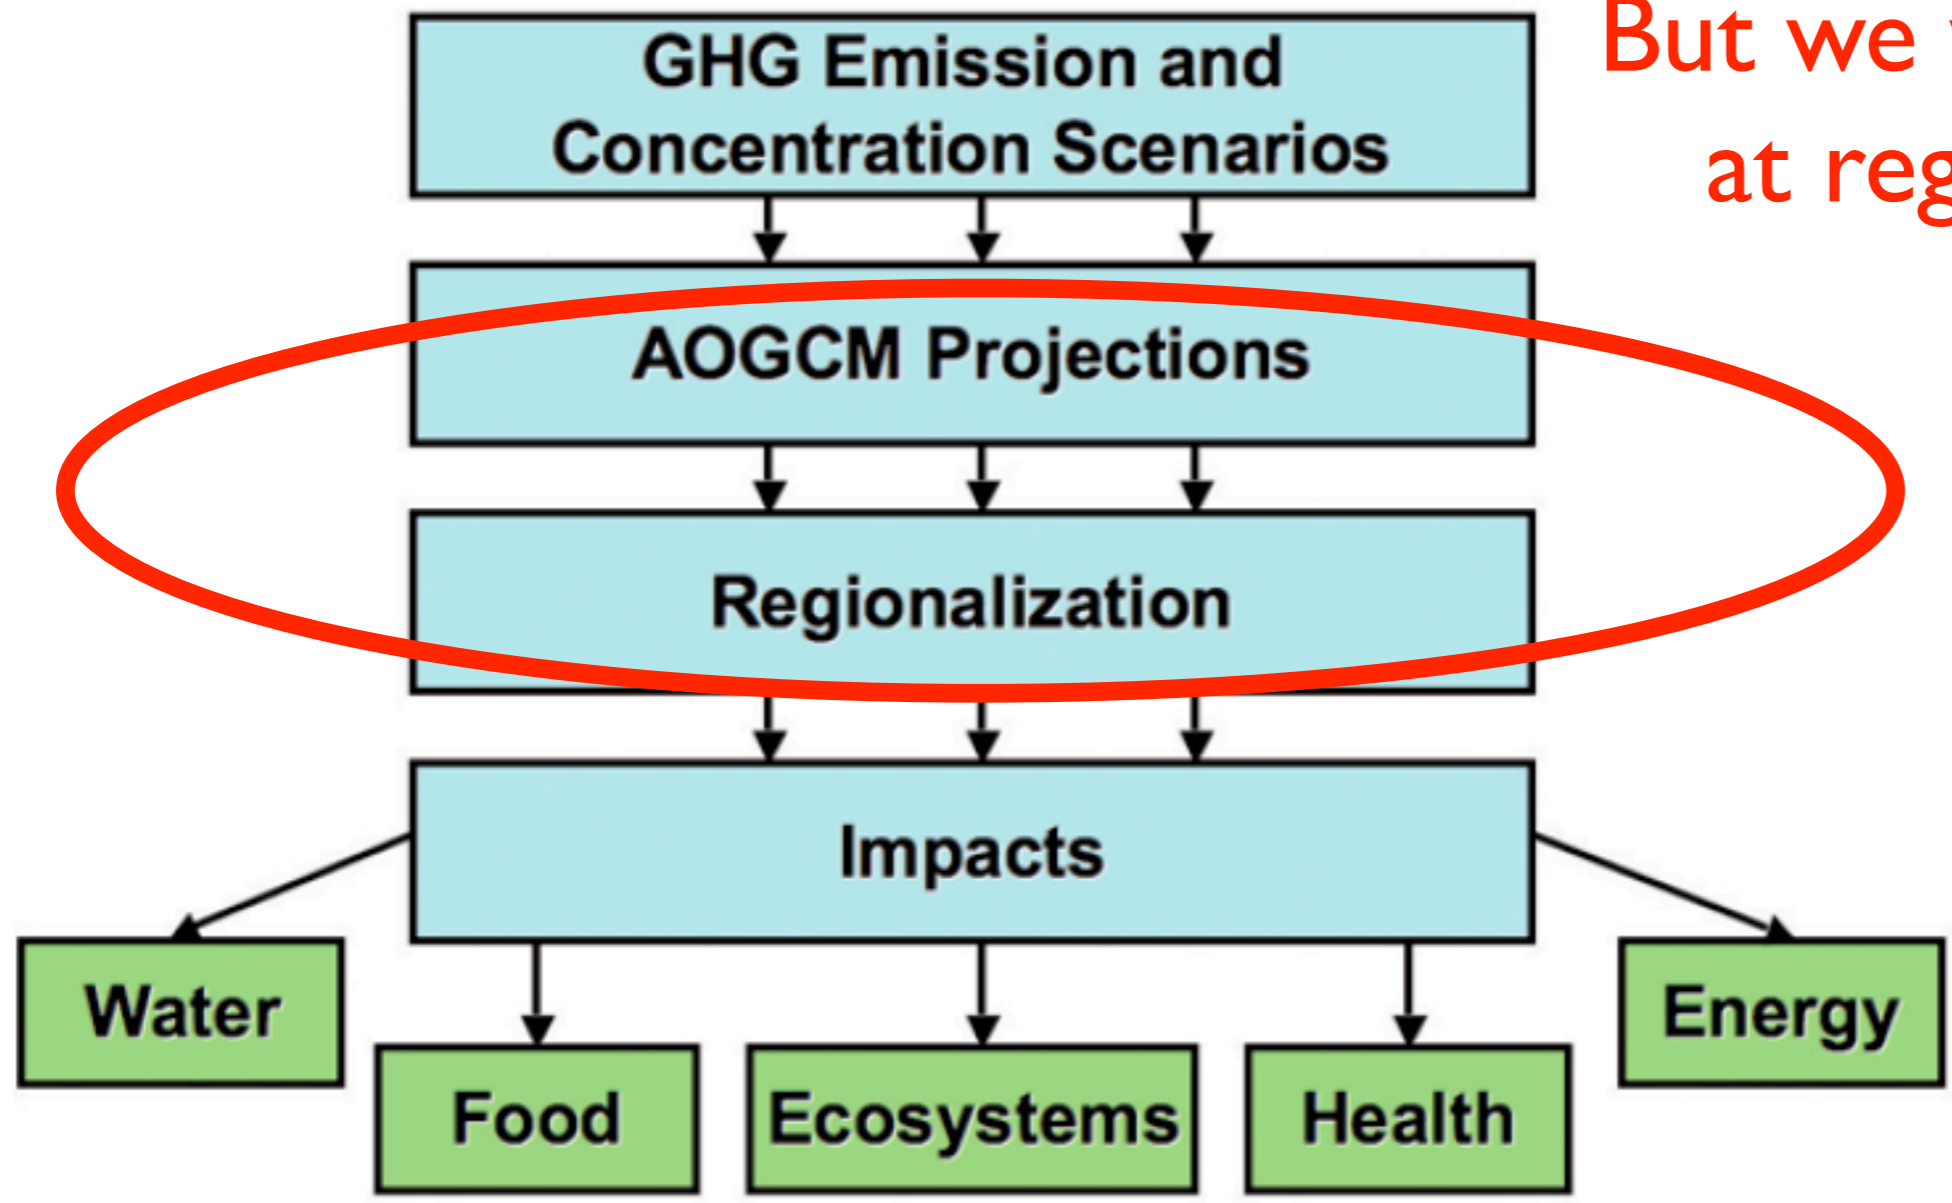 But we
at reg
GHG Emission and
Concentration Scenarios
AOGCM Projections
Regionalization
Impacts
Water
Energy
Food
Ecosystems
Health